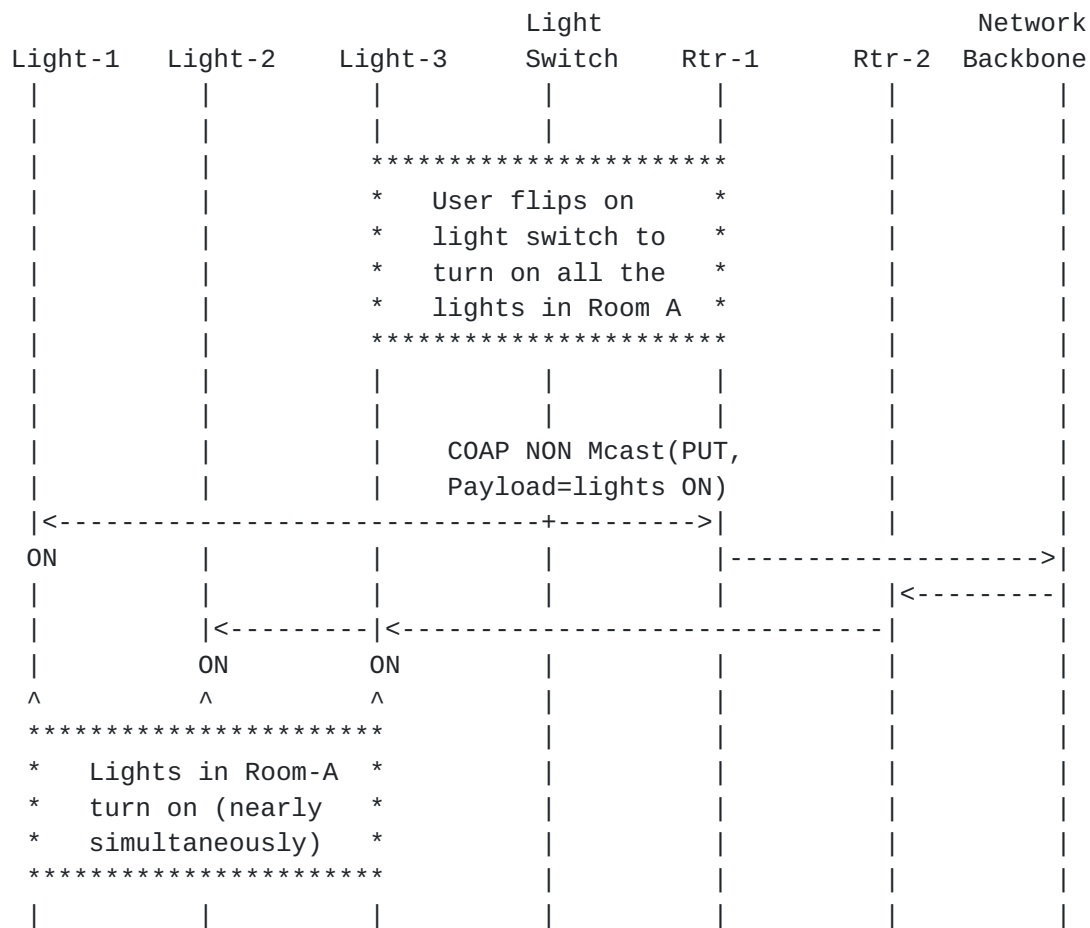 Light Network
Light-1 Light-2 Light-3 Switch Rtr-1 Rtr-2 Backbone
User flips on
light switch to
turn on all the
lights in Room A
COAP NON Mcast(PUT,
Payload=lights ON)
ON
ON ON
Lights in Room-A
turn on (nearly
simultaneously)